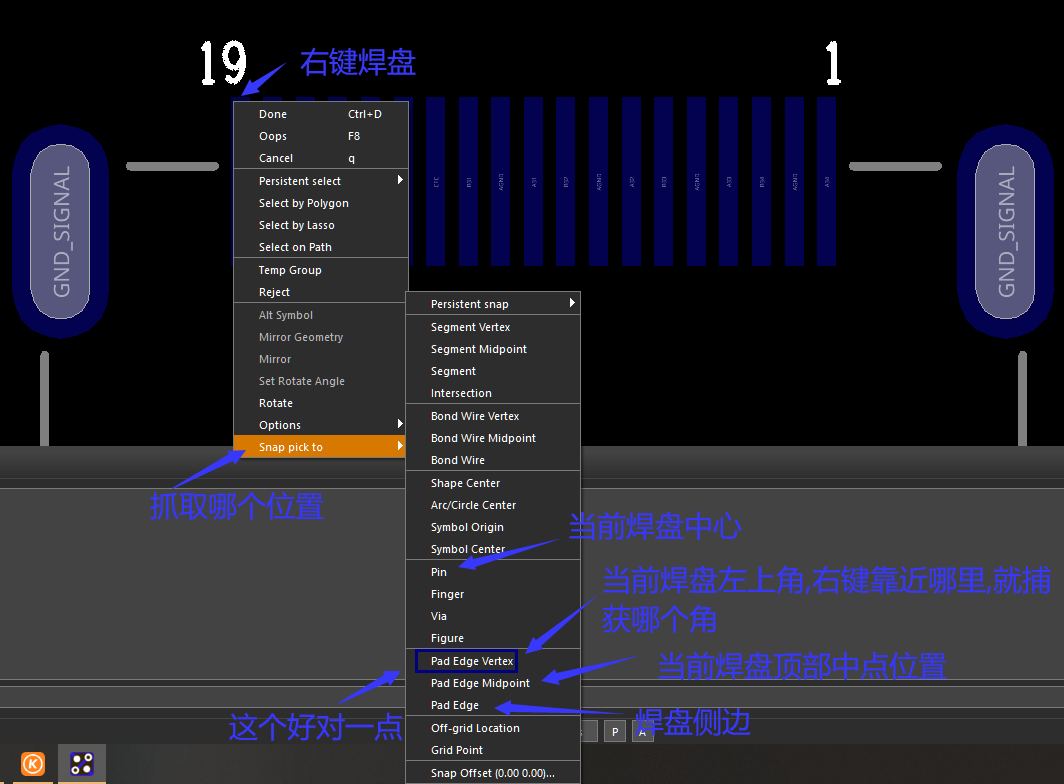 19
右键焊盘
1
GND_SIGNAL
Done Ctrl+D
Oops F8
Cancel q
Persistent select
Select by Polygon
Select by Lasso
Select on Path
Temp Group
Reject
Alt Symbol
Mirror Geometry
Mirror
Set Rotate Angle
Rotate
Options
Snap pick to
AGND
AGND
AGND
AGND
GND_SIGNAL
抓取哪个位置
Persistent snap
Segment Vertex
Segment Midpoint
Segment
Intersection
Bond Wire Vertex
Bond Wire Midpoint
Bond Wire
Shape Center
Arc/Circle Center
Symbol Origin
Symbol Center
Pin
Finger
Via
Figure
Pad Edge Vertex
Pad Edge Midpoint
Pad Edge
Off-grid Location
Grid Point
Snap Offset (0.00 0.00)...
当前焊盘中心
当前焊盘左上角,右键靠近哪里,就捕
获哪个角
当前焊盘顶部中点位置
焊盘侧边
这个好对一点
P
A
K